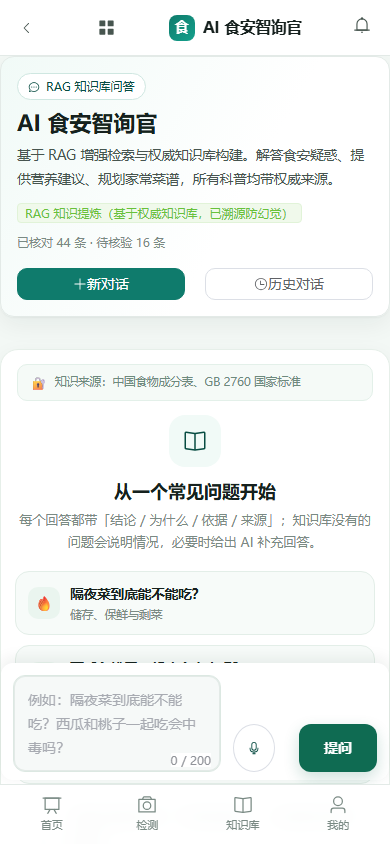 食 AI 食安智询官
RAG 知识库问答
AI 食安智询官
基于 RAG 增强检索与权威知识库构建。解答食安疑惑、提
供营养建议、规划家常菜谱，所有科普均带权威来源。
RAG 知识提炼（基于权威知识库，已溯源防幻觉）
已核对 44 条 · 待核验 16 条
新对话
历史对话
知识来源：中国食物成分表、GB 2760 国家标准
从一个常见问题开始
每个回答都带「结论 / 为什么 / 依据 / 来源」；知识库没有的
问题会说明情况，必要时给出 AI 补充回答。
隔夜菜到底能不能吃？
储存、保鲜与剩菜
例如：隔夜菜到底能不能
吃？西瓜和桃子一起吃会中
毒吗？
0 / 200
提问
首页
检测
知识库
我的